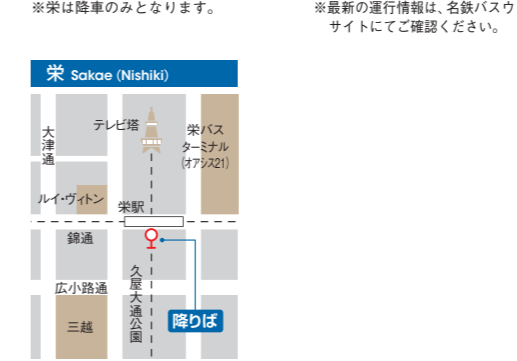 ※栄は降車のみとなります。
※最新の運行情報は、名鉄バスウ
サイトにてご確認ください。
栄 Sakae (Nishiki)
テレビ塔
大津通
栄バス
ターミナル
(オアシス21)
ルイ・ヴィトン
栄駅
錦通
久屋大通公園
広小路通
降りば
三越